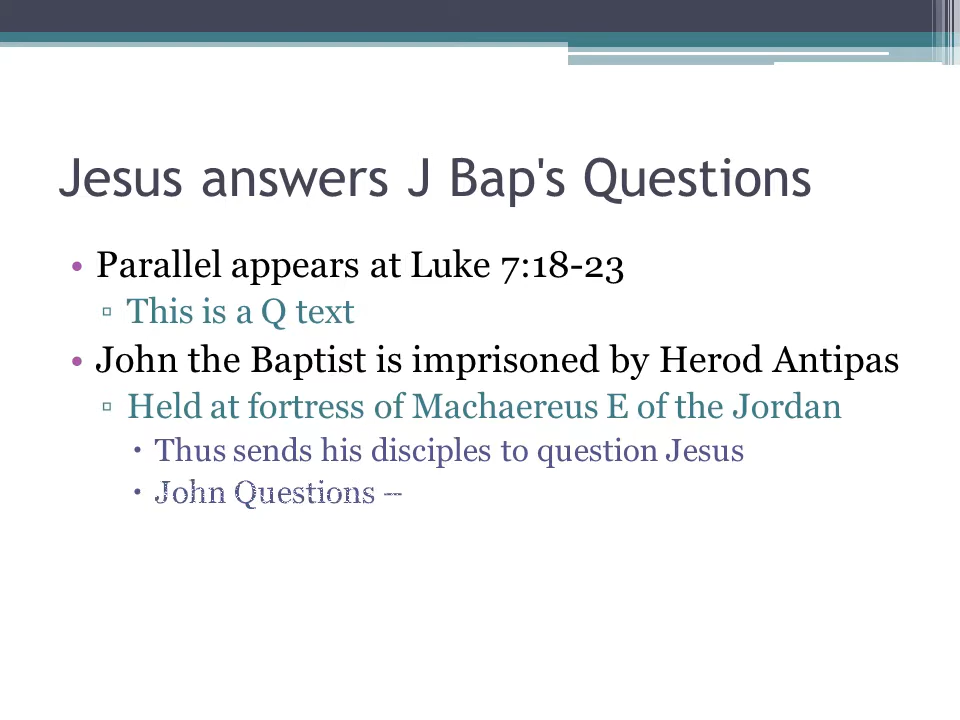 Jesus answers J Bap's Questions
• Parallel appears at Luke 7:18-23
▫ This is a Q text
• John the Baptist is imprisoned by Herod Antipas
▫ Held at fortress of Machaereus E of the Jordan
▪ Thus sends his disciples to question Jesus
▪ John Questions --